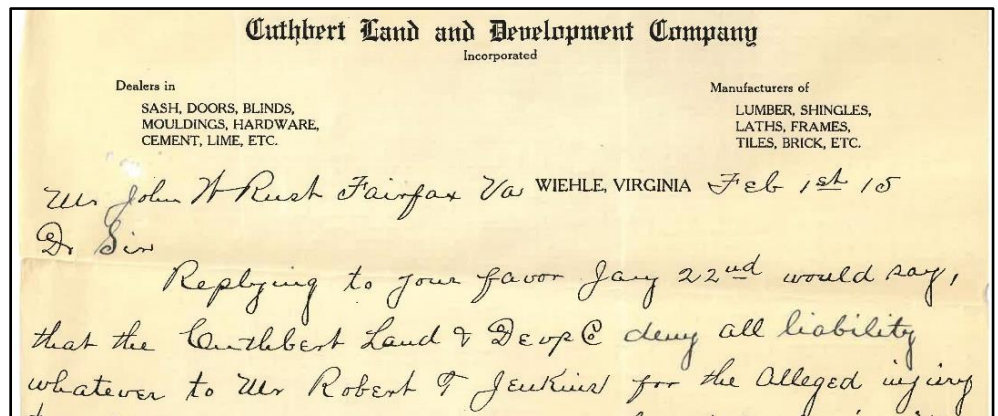 Cuthbert Land and Development Company
Incorporated
Dealers in
SASH, DOORS, BLINDS,
MOULDINGS, HARDWARE,
CEMENT, LIME, ETC.
Manufacturers of
LUMBER, SHINGLES,
LATHS, FRAMES,
TILES, BRICK, ETC.
Mr John W Rust Fairfax Va WIEHLE, VIRGINIA Feb 1st 15
Dr Sir
Replying to your favor Jany 22nd would say,
that the Cuthbert Land & Devp C deny all liability
whatever to Mr Robert T Jenkins for the alleged injury